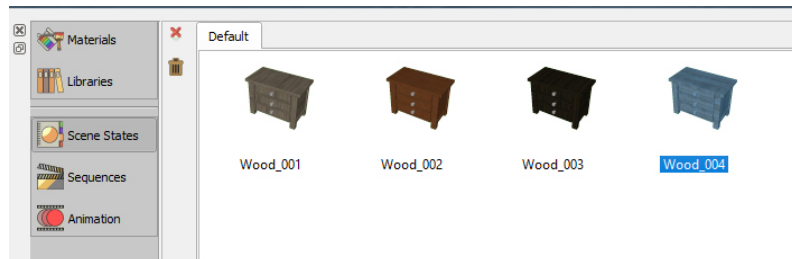 Materials
Libraries
Scene States
Sequences
Animation
Default
Wood_001
Wood_002
Wood_003
Wood_004